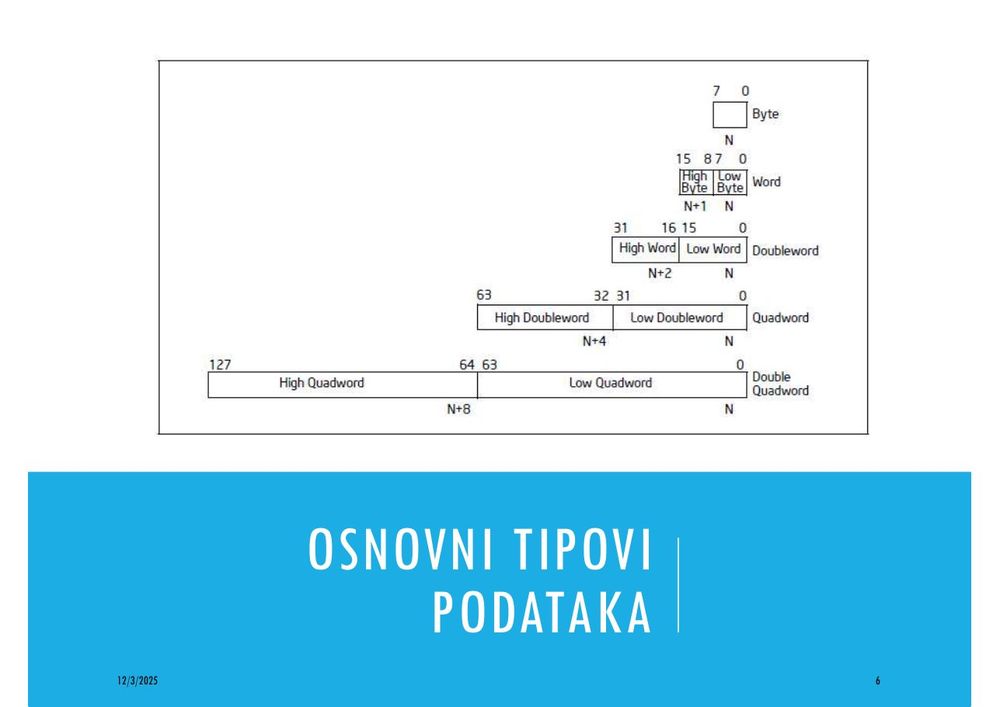 7 0
Byte
N
15 8 7 0
High Byte Low Byte Word
N+1 N
31 16 15 0
High Word Low Word Doubleword
N+2 N
63 32 31 0
High Doubleword Low Doubleword Quadword
N+4 N
127 64 63 0
High Quadword Low Quadword Double Quadword
N+8 N
OSNOVNI TIPOVI
PODATAKA
12/3/2025 6